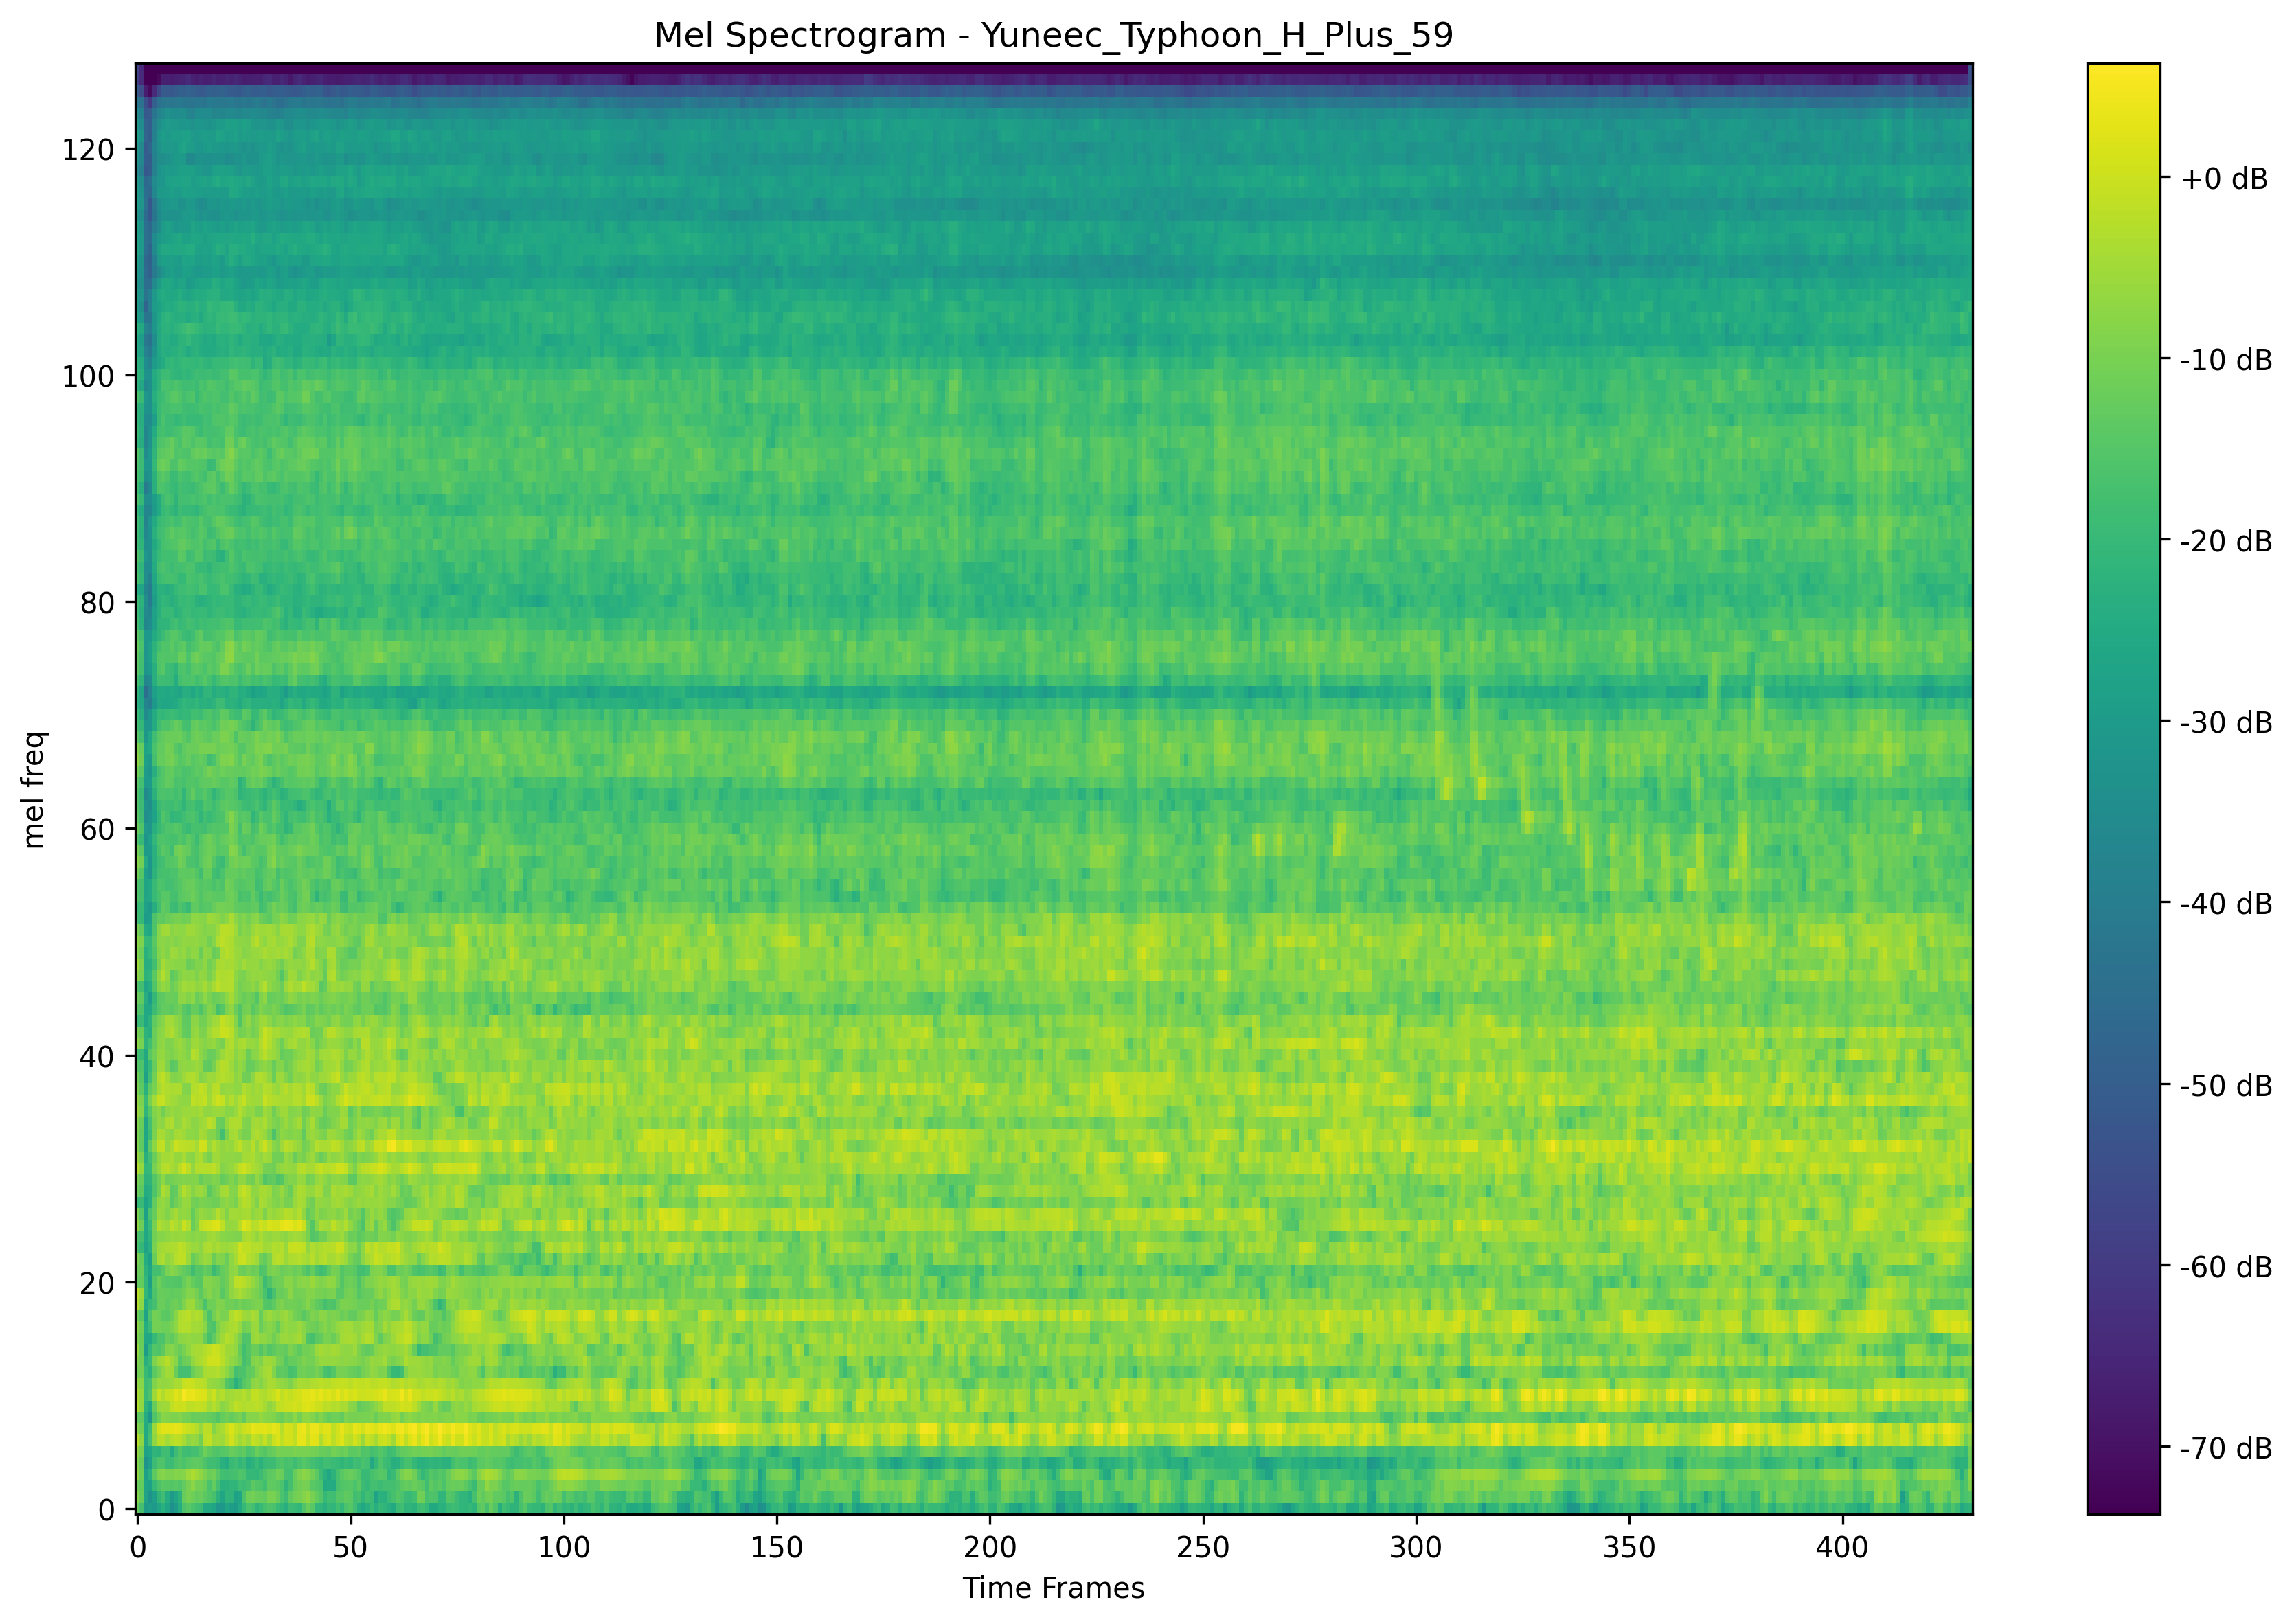 Mel Spectrogram - Yuneec_Typhoon_H_Plus_59
mel freq
120
100
80
60
40
20
0
0 50 100 150 200 250 300 350 400
Time Frames
+0 dB
-10 dB
-20 dB
-30 dB
-40 dB
-50 dB
-60 dB
-70 dB